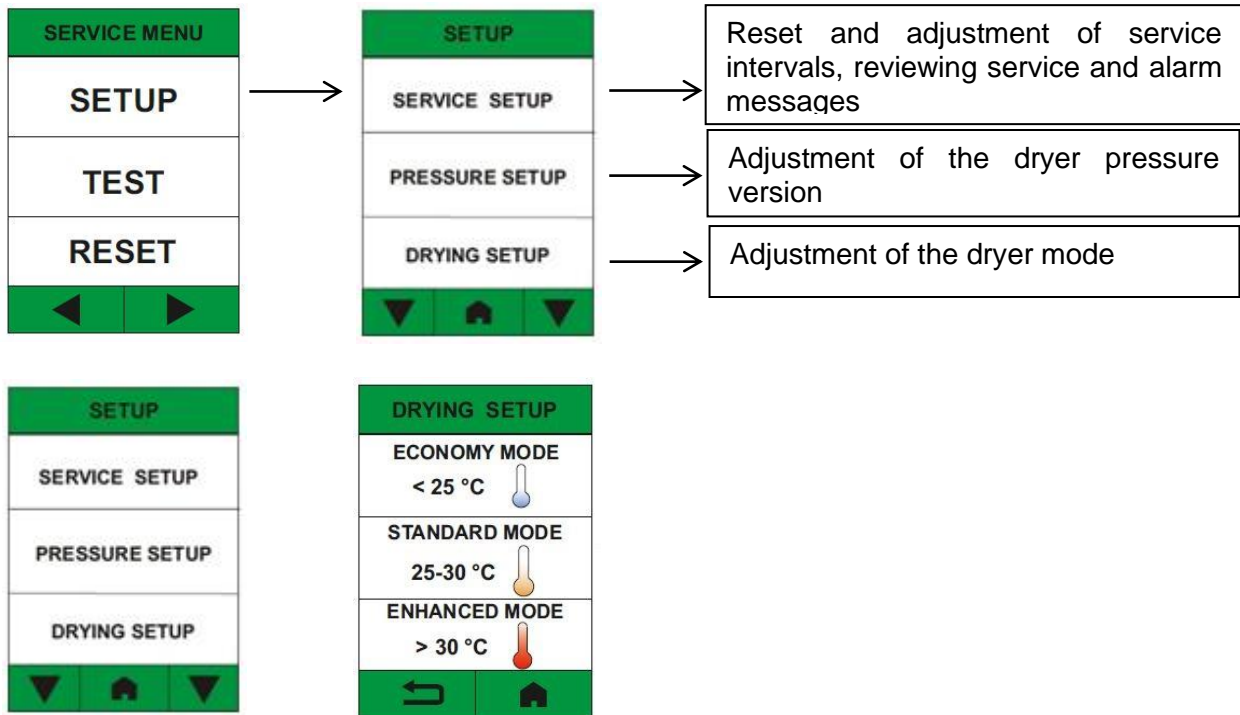 SERVICE MENU
SETUP
TEST
RESET
SETUP
SERVICE SETUP
PRESSURE SETUP
DRYING SETUP
Reset and adjustment of service
intervals, reviewing service and alarm
messages
Adjustment of the dryer pressure
version
Adjustment of the dryer mode
SETUP
SERVICE SETUP
PRESSURE SETUP
DRYING SETUP
DRYING SETUP
ECONOMY MODE
< 25 °C
STANDARD MODE
25-30 °C
ENHANCED MODE
> 30 °C